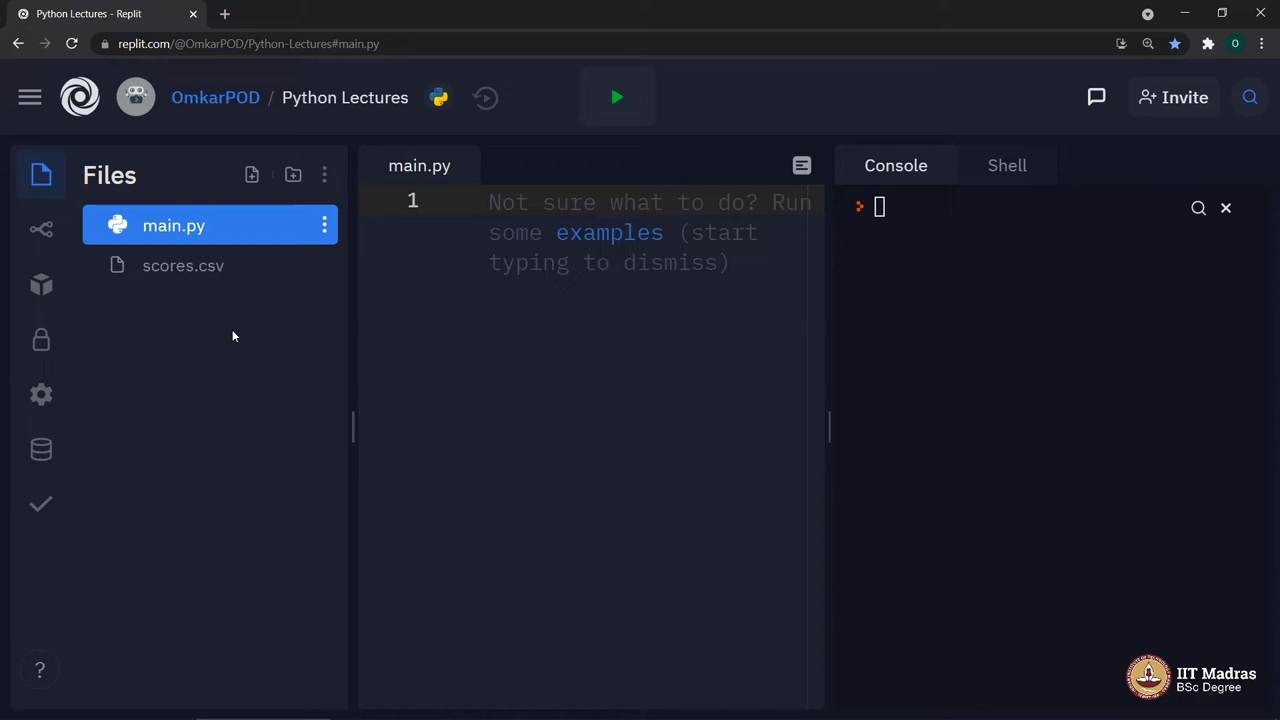 Python Lectures - Replit
replit.com/@OmkarPOD/Python-Lectures#main.py
O
OmkarPOD / Python Lectures
Invite
Files
main.py
scores.csv
main.py
1
Not sure what to do? Run
some examples (start
typing to dismiss)
Console
Shell
?
IIT Madras
BSc Degree